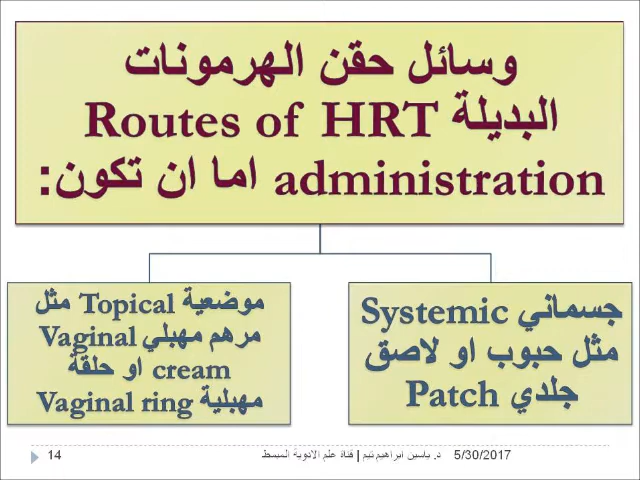 وسائل حقن الهرمونات
البديلة Routes of HRT
administration اما ان تكون:
جسماني Systemic
مثل حبوب او لاصق
جلدي Patch
موضعية Topical مثل
مرهم مهبلي Vaginal
cream او حلقة
مهبلية Vaginal ring
14
د. ياسين ابراهيم تيم | قناة علم الادوية المبسط
5/30/2017